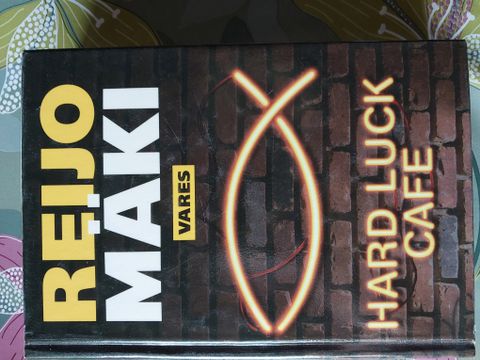 REIJO
MÄKI
VARES
HARD LUCK
CAFE